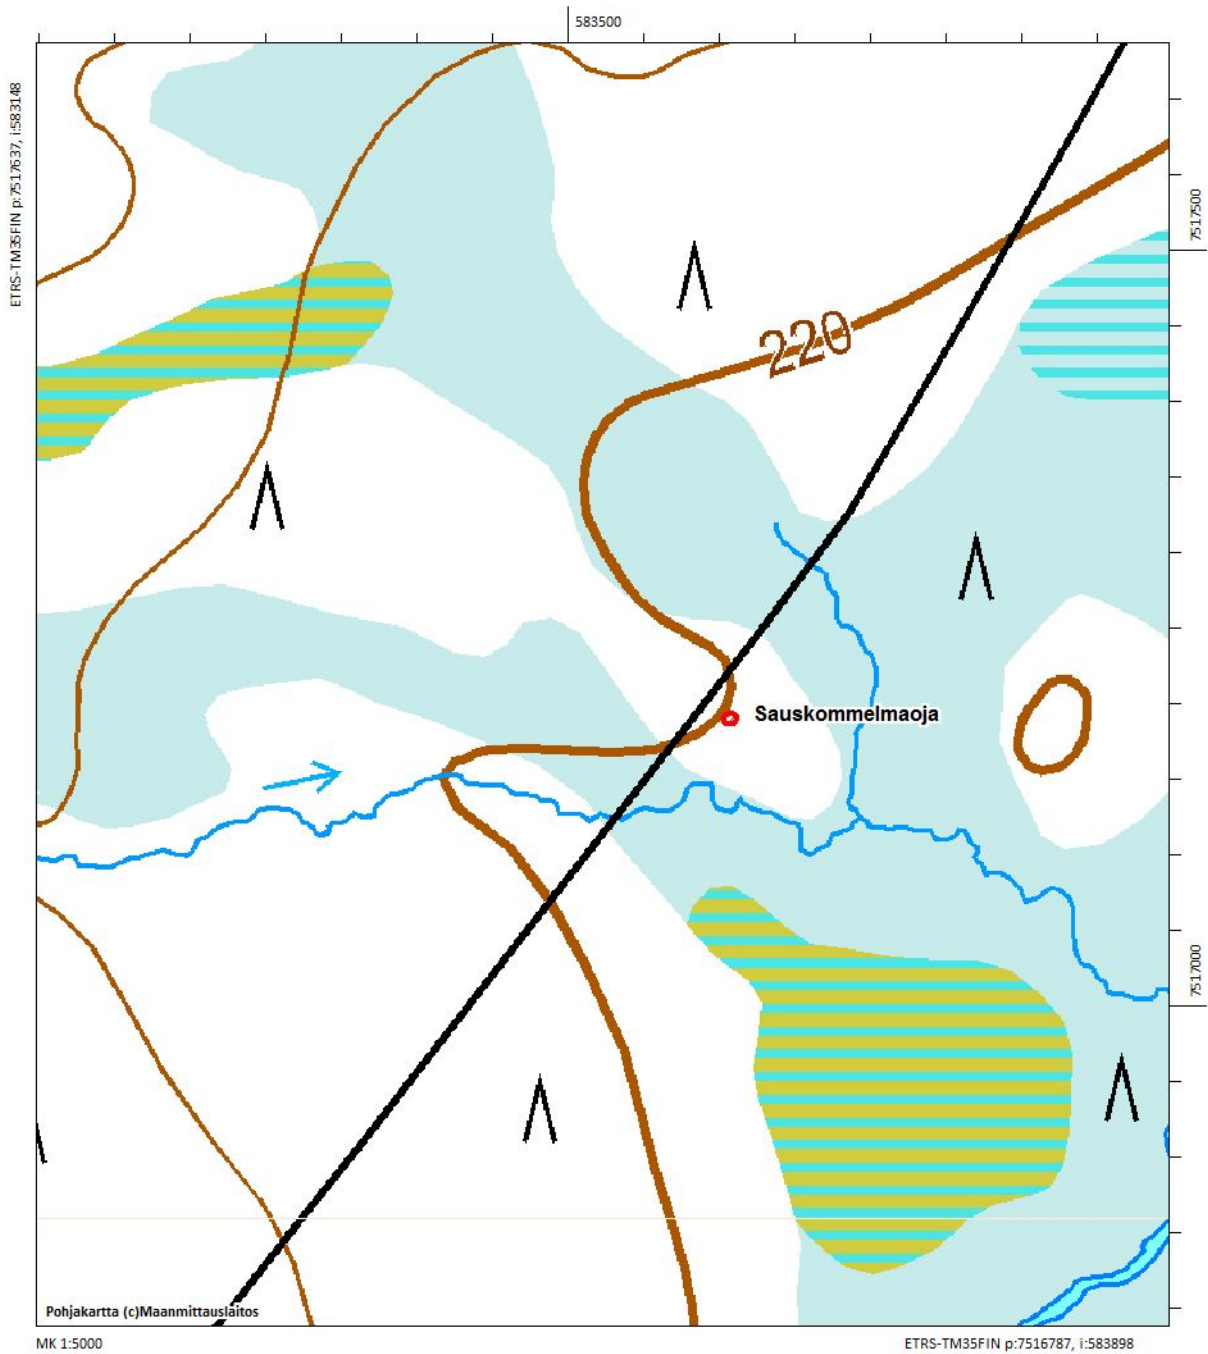 583500
ETRS-TM35FIN p:7517637, i:583148
7517500
220
Sauskommelmaoja
7517000
Pohjakartta (c)Maanmittauslaitos
MK 1:5000
ETRS-TM35FIN p:7516787, i:583898